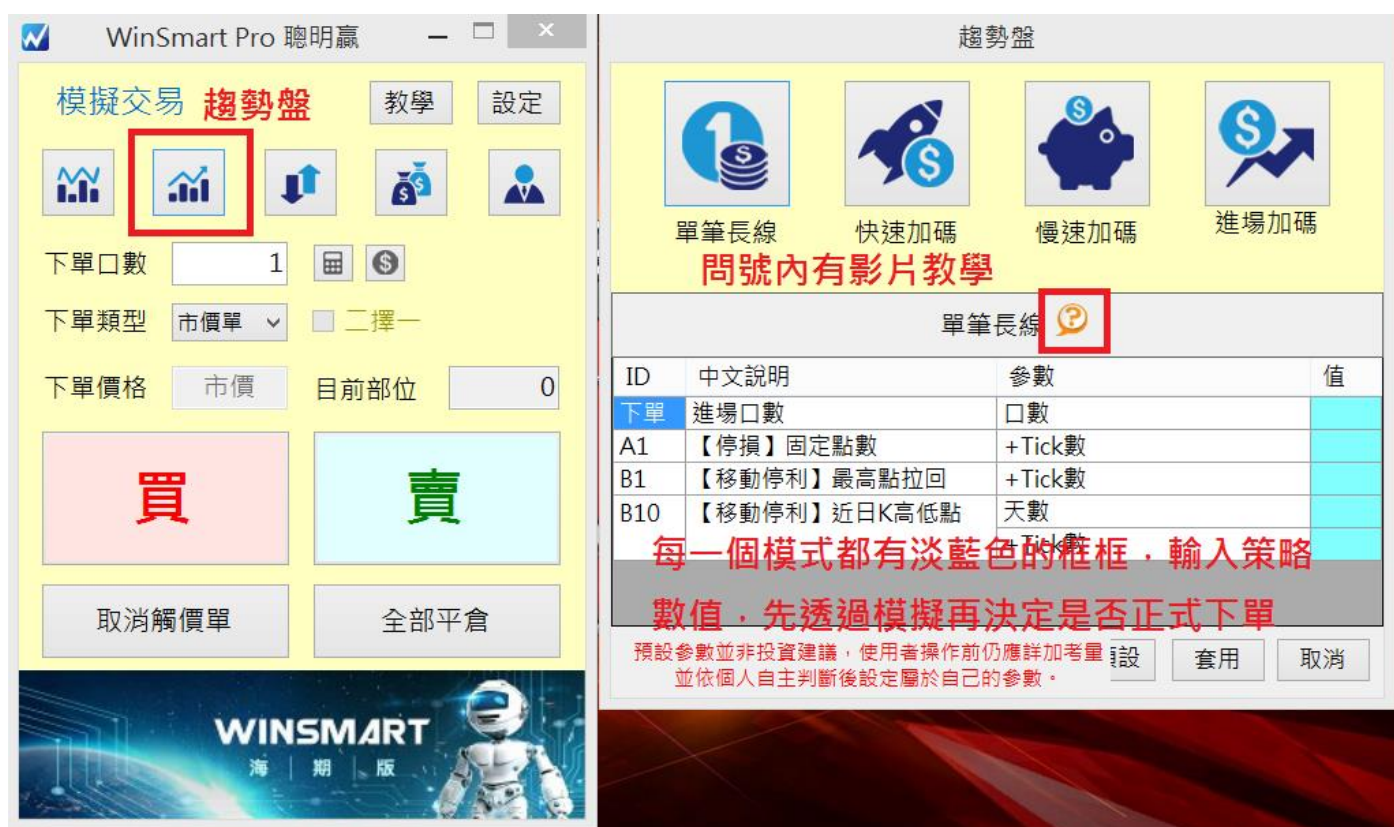 WinSmart Pro 聰明贏
模擬交易 趨勢盤 教學 設定
下單口數 1
下單類型 市價單 二擇一
下單價格 市價 目前部位 0
買 賣
取消觸價單 全部平倉
WINSMART
海 | 期 | 版
趨勢盤
單筆長線 快速加碼 慢速加碼 進場加碼
問號內有影片教學
單筆長線
ID 中文說明 參數 值
下單 進場口數 口數
A1 【停損】固定點數 +Tick數
B1 【移動停利】最高點拉回 +Tick數
B10 【移動停利】近日K高低點 天數
+Tick數
每一個模式都有淡藍色的框框，輸入策略
數值，先透過模擬再決定是否正式下單
預設參數並非投資建議，使用者操作前仍應詳加考量
並依個人自主判斷後設定屬於自己的參數。
設 套用 取消